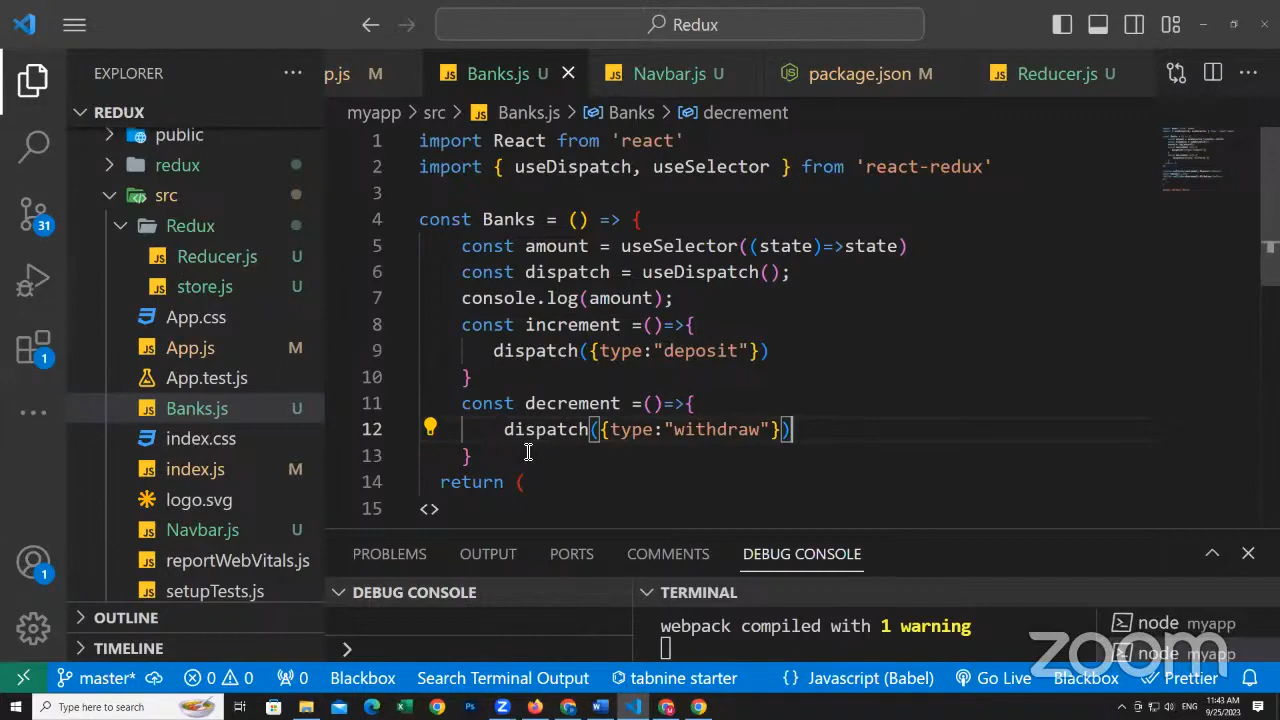 Redux
EXPLORER
p.js M
Banks.js U
Navbar.js U
package.json M
Reducer.js U
REDUX
myapp > src > Banks.js > Banks > decrement
public
redux
src
Redux
Reducer.js U
store.js U
App.css
App.js M
App.test.js
Banks.js U
index.css
index.js M
logo.svg
Navbar.js U
reportWebVitals.js
setupTests.js
OUTLINE
TIMELINE
31
1
1
1 import React from 'react'
2 import { useDispatch, useSelector } from 'react-redux'
3
4 const Banks = () => {
5 const amount = useSelector((state)=>state)
6 const dispatch = useDispatch();
7 console.log(amount);
8 const increment =()=>{
9 dispatch({type:"deposit"})
10 }
11 const decrement =()=>{
12 dispatch({type:"withdraw"})
13 }
14 return (
15 <>
PROBLEMS OUTPUT PORTS COMMENTS DEBUG CONSOLE
DEBUG CONSOLE
>
TERMINAL
webpack compiled with 1 warning
node myapp
node myapp
zoom
master* 0 0 0 Blackbox Search Terminal Output tabnine starter {} Javascript (Babel) Go Live Blackbox Prettier
Type here to search
ENG
11:43 AM
9/25/2023